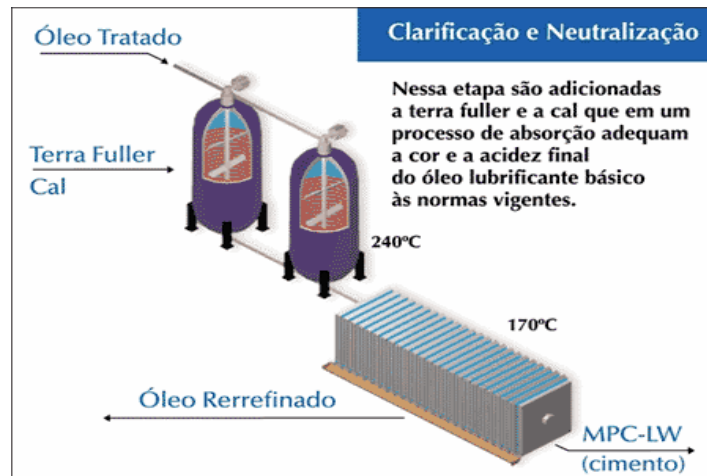 Clarificação e Neutralização
Óleo Tratado
Nessa etapa são adicionadas
a terra fuller e a cal que em um
processo de absorção adequam
a cor e a acidez final
do óleo lubrificante básico
às normas vigentes.
Terra Fuller
Cal
240ºC
170ºC
Óleo Rerrefinado
MPC-LW
(cimento)